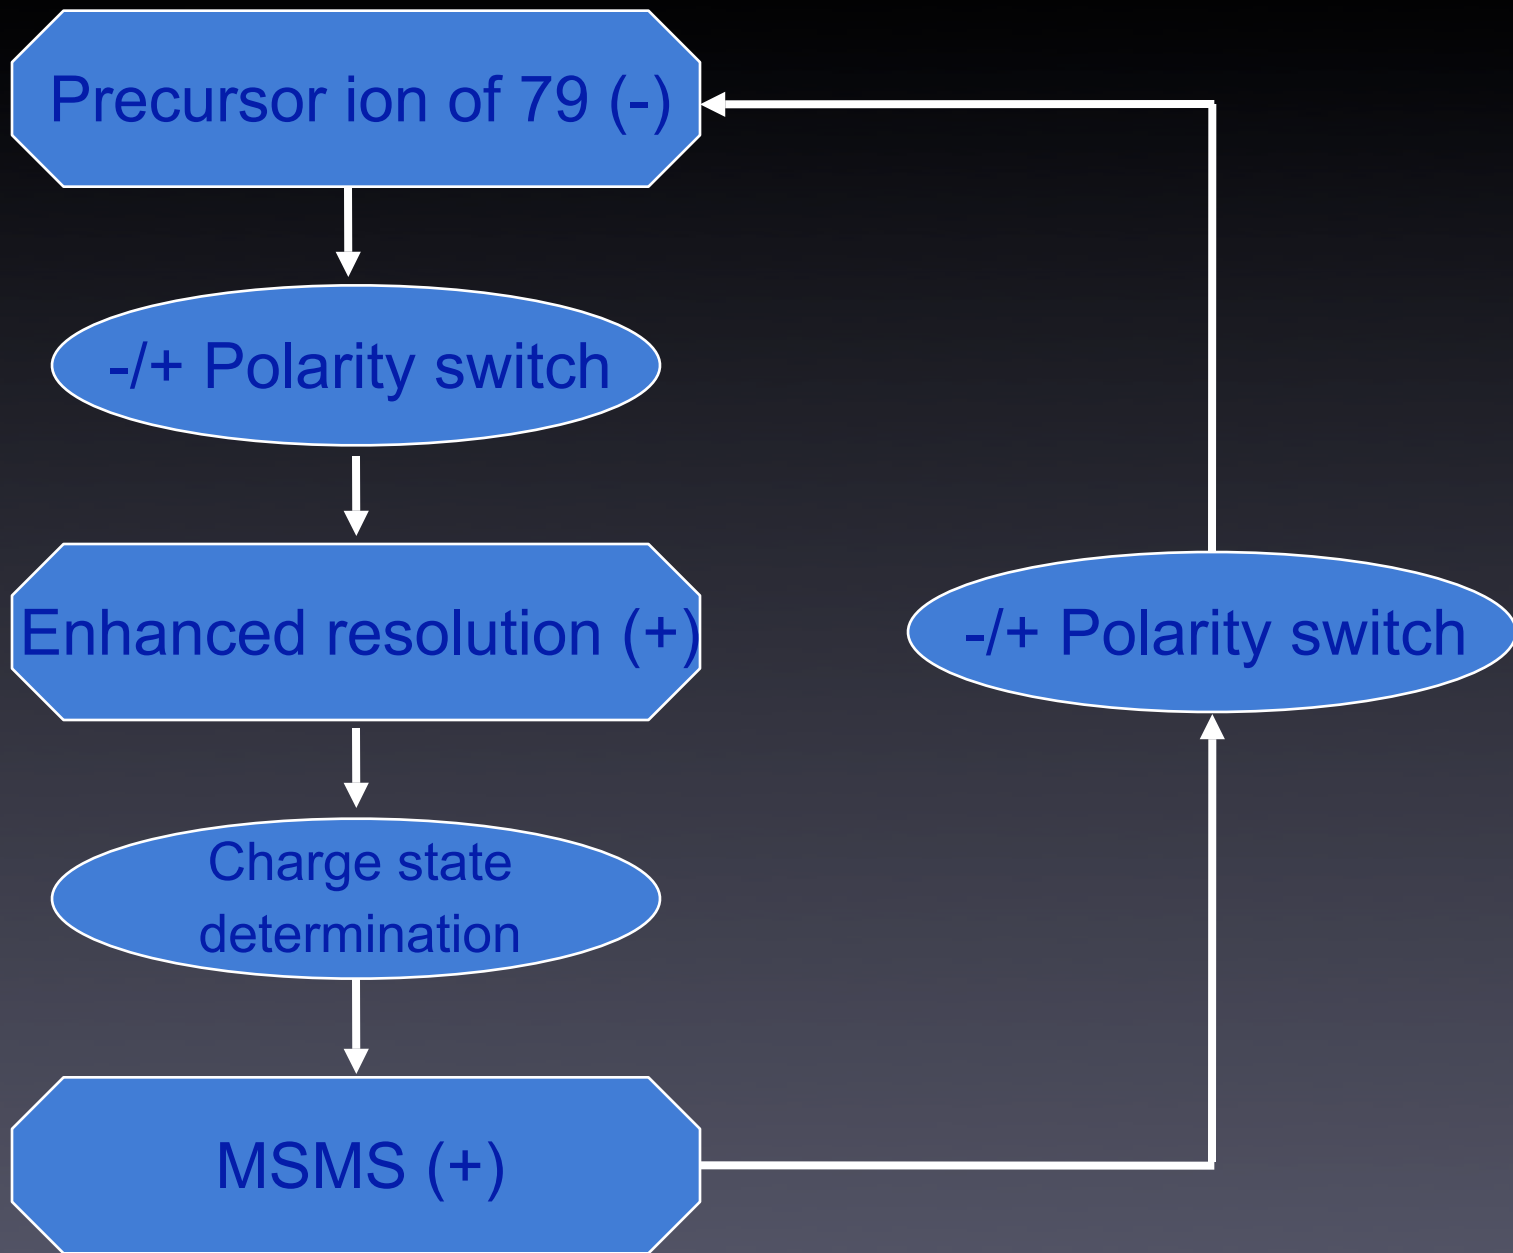 Precursor ion of 79 (-)
-/+ Polarity switch
Enhanced resolution (+)
-/+ Polarity switch
Charge state
determination
MSMS (+)